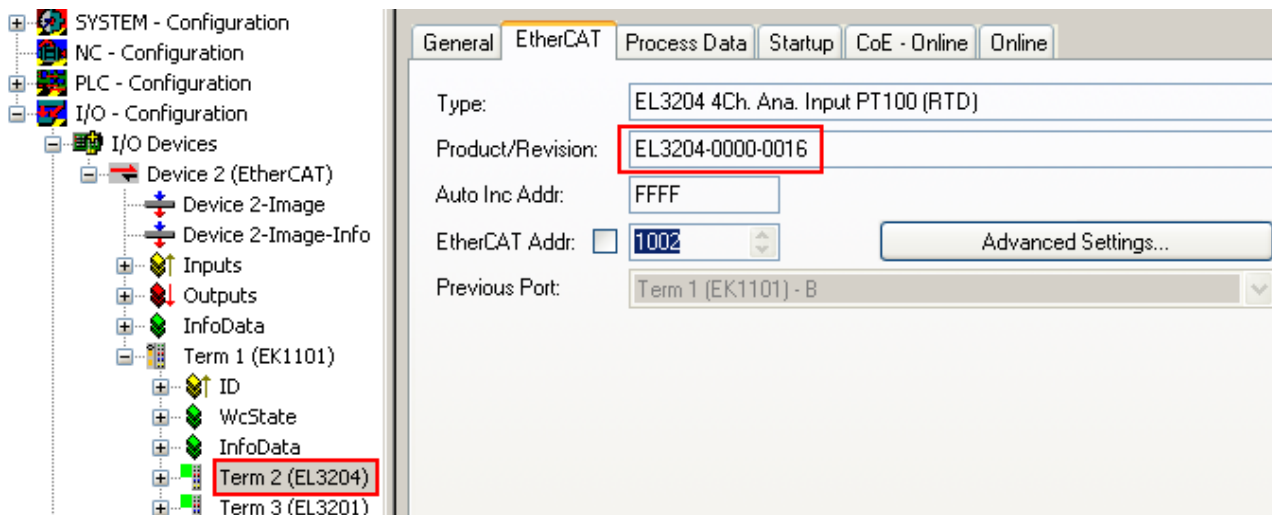 SYSTEM - Configuration
NC - Configuration
PLC - Configuration
I/O - Configuration
I/O Devices
Device 2 (EtherCAT)
Device 2-Image
Device 2-Image-Info
Inputs
Outputs
InfoData
Term 1 (EK1101)
ID
WcState
InfoData
Term 2 (EL3204)
Term 3 (EL3201)
General EtherCAT Process Data Startup CoE - Online Online
Type: EL3204 4Ch. Ana. Input PT100 (RTD)
Product/Revision: EL3204-0000-0016
Auto Inc Addr: FFFF
EtherCAT Addr: 1002 Advanced Settings...
Previous Port: Term 1 (EK1101) - B